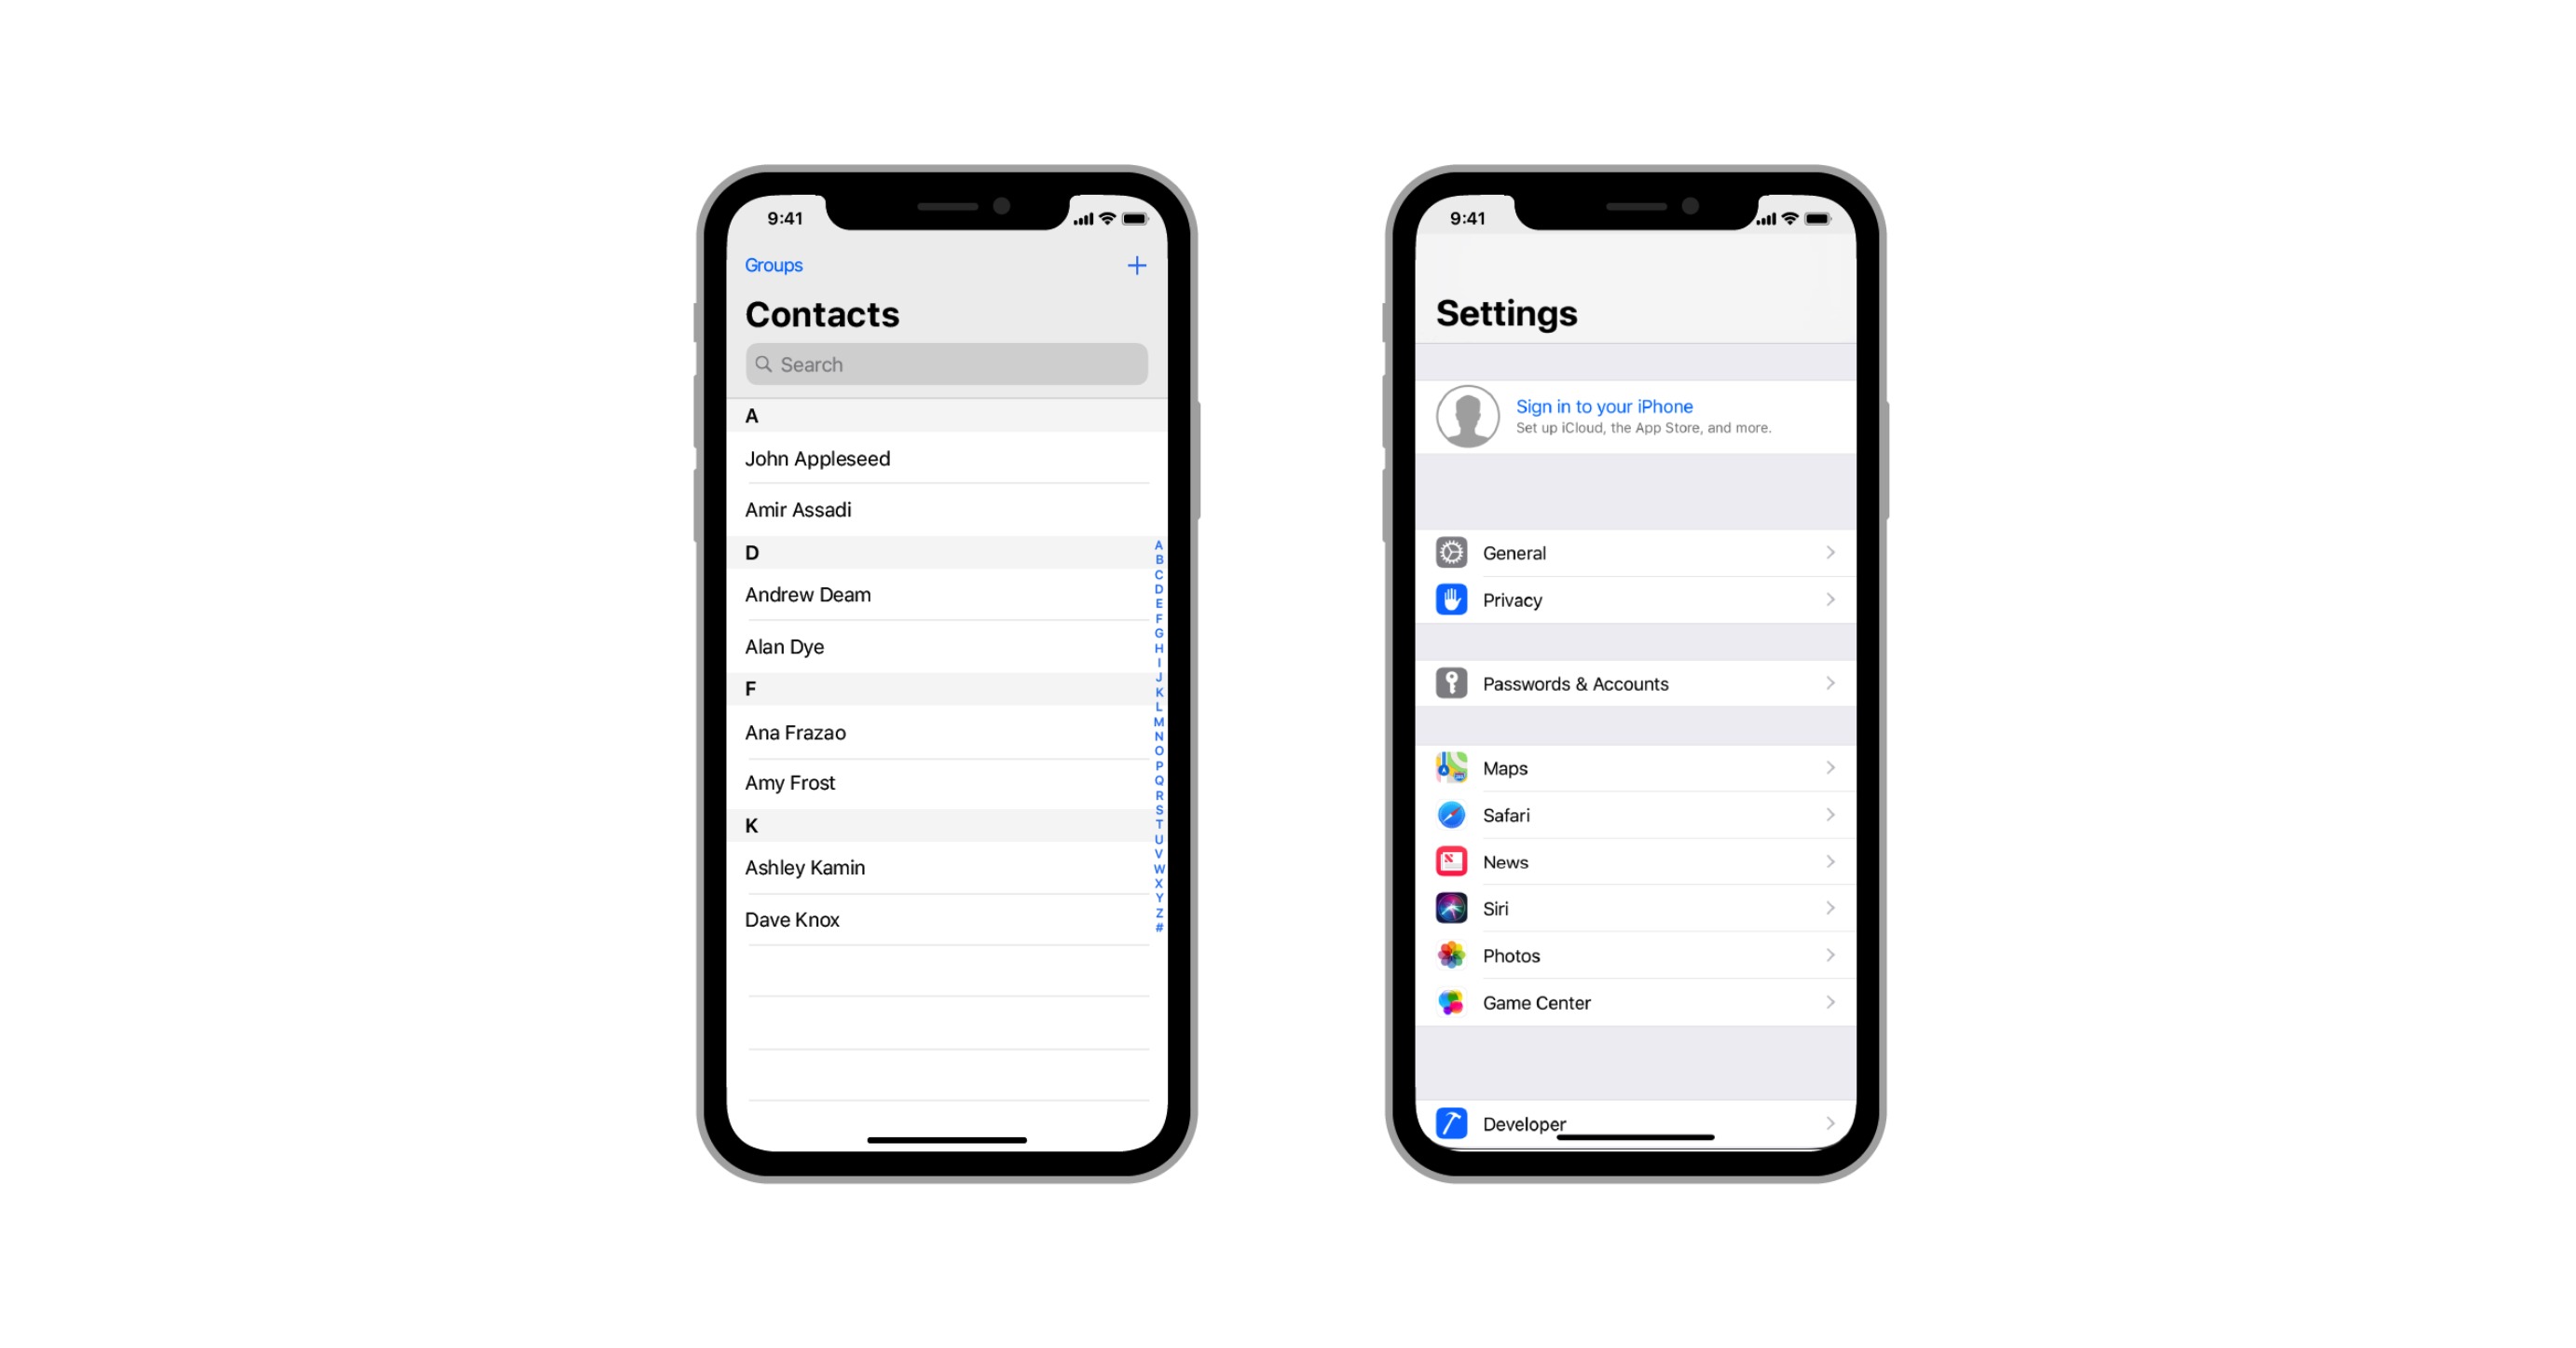 9:41
Groups
Contacts
Search
A
John Appleseed
Amir Assadi
D
Andrew Deam
Alan Dye
F
Ana Frazao
Amy Frost
K
Ashley Kamin
Dave Knox
A
B
C
D
E
F
G
H
I
J
K
L
M
N
O
P
Q
R
S
T
U
V
W
X
Y
Z
#
9:41
Settings
Sign in to your iPhone
Set up iCloud, the App Store, and more.
General
Privacy
Passwords & Accounts
Maps
Safari
News
Siri
Photos
Game Center
Developer